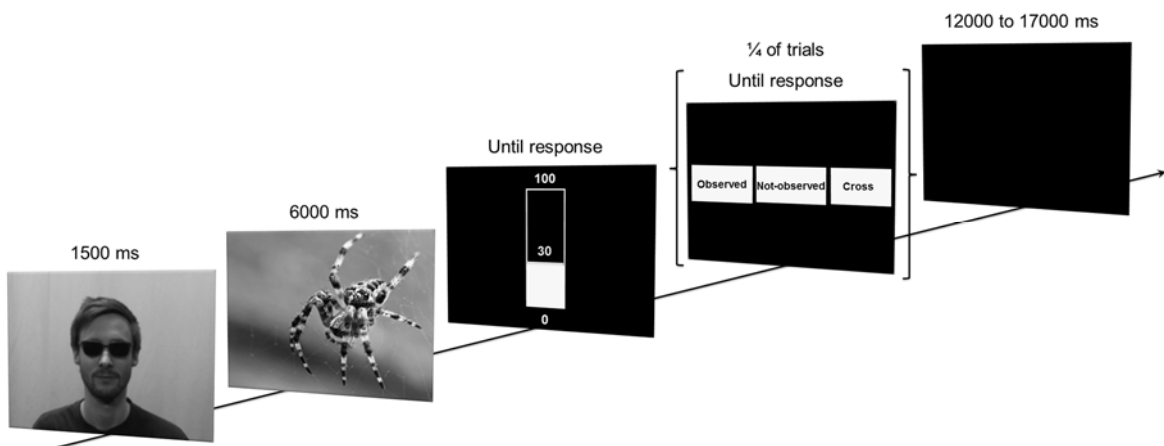 1500 ms
6000 ms
Until response
100
30
0
¼ of trials
Until response
Observed Not-observed Cross
12000 to 17000 ms